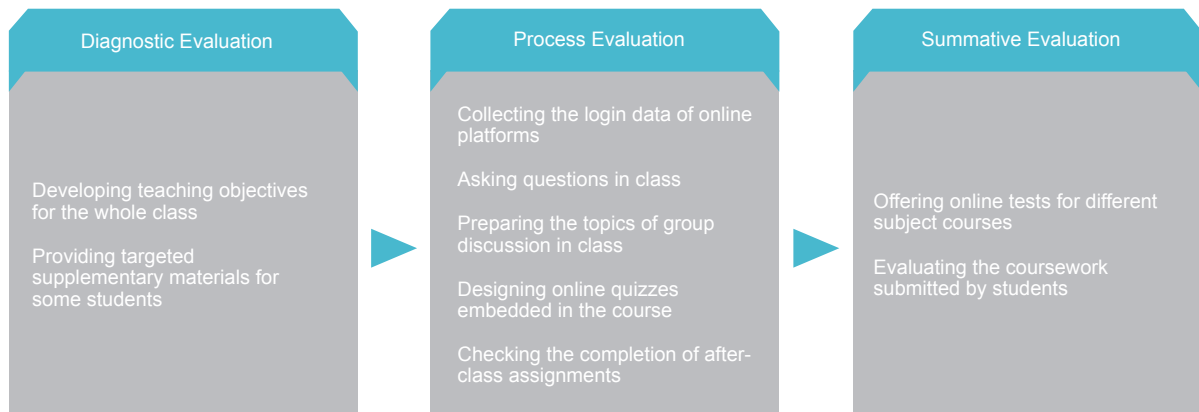 Diagnostic Evaluation
Developing teaching objectives
for the whole class
Providing targeted
supplementary materials for
some students
Process Evaluation
Collecting the login data of online
platforms
Asking questions in class
Preparing the topics of group
discussion in class
Designing online quizzes
embedded in the course
Checking the completion of after-
class assignments
Summative Evaluation
Offering online tests for different
subject courses
Evaluating the coursework
submitted by students